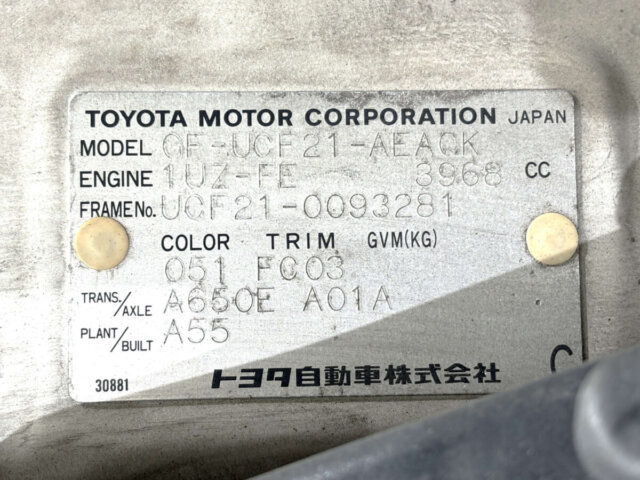 TOYOTA MOTOR CORPORATION JAPAN
MODEL UCF21-AEAQK
ENGINE 1UZ-FE 3968 CC
FRAME No. UCF21-0093281
COLOR TRIM GVM(KG)
051 FC03
TRANS./AXLE A650E A01A
PLANT/BUILT A55
30881 トヨタ自動車株式会社 C